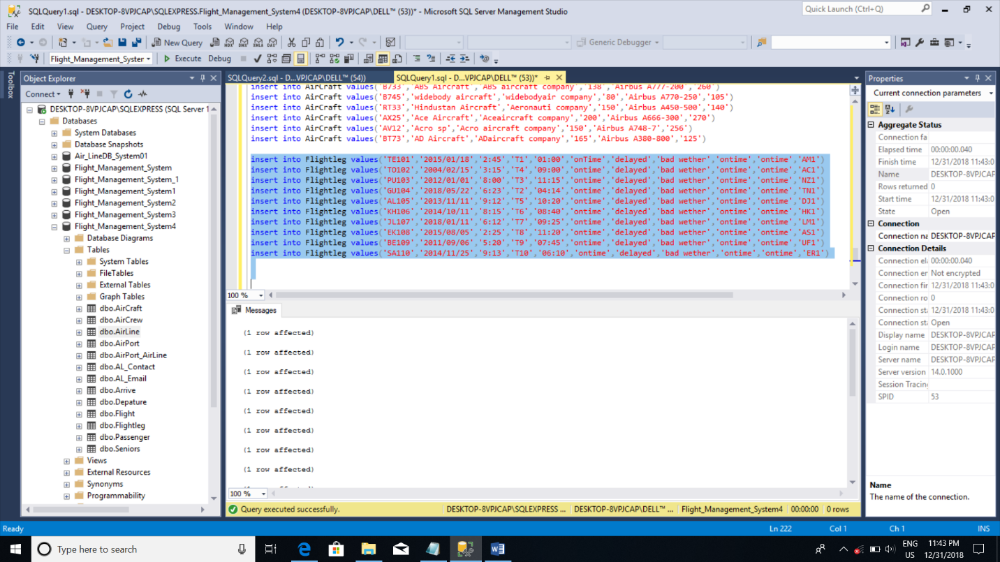 SQLQuery1.sql - DESKTOP-8VPJCAP\SQLEXPRESS.Flight_Management_System4 (DESKTOP-8VPJCAP\DELL™ (53))* - Microsoft SQL Server Management Studio
Quick Launch (Ctrl+Q)
File Edit View Query Project Debug Tools Window Help
New Query
Generic Debugger
Flight_Management_Syster
Execute Debug
Toolbox
Object Explorer
Connect
DESKTOP-8VPJCAP\SQLEXPRESS (SQL Server 1
Databases
System Databases
Database Snapshots
Air_LineDB_System01
Flight_Management_System
Flight_Management_System_1
Flight_Management_System1
Flight_Management_System2
Flight_Management_System3
Flight_Management_System4
Database Diagrams
Tables
System Tables
FileTables
External Tables
Graph Tables
dbo.AirCraft
dbo.AirCrew
dbo.AirLine
dbo.AirPort
dbo.AirPort_AirLine
dbo.AL_Contact
dbo.AL_Email
dbo.Arrive
dbo.Depature
dbo.Flight
dbo.Flightleg
dbo.Passenger
dbo.Seniors
Views
External Resources
Synonyms
Programmability
SQLQuery2.sql - D...VPJCAP\DELL™ (54))
SQLQuery1.sql - D...VPJCAP\DELL™ (53))*
insert into AirCraft values('B733','ABS Aircraft','ABS aircraft company','138','Airbus A777-200','260')
insert into AirCraft values('B745','widebody aircraft','widebodyair company','80','Airbus A770-250','105')
insert into AirCraft values('RT33','Hindustan Aircraft','Aeronauti company','150','Airbus A450-500','140')
insert into AirCraft values('AX25','Ace Aircraft','Aceaircraft company','200','Airbus A666-300','270')
insert into AirCraft values('AV12','Acro sp','Acro aircraft company','150','Airbus A748-7','256')
insert into AirCraft values('BT73','AD Aircraft','ADaircraft company','165','Airbus A380-800','125')
insert into Flightleg values('TE101','2015/01/18','2:45','T1','01:00','onTime','delayed','bad wether','ontime','ontime','AM1')
insert into Flightleg values('TO102','2004/02/15','3:15','T4','09:00','ontime','delayed','bad wether','ontime','ontime','AC1')
insert into Flightleg values('PU103','2012/01/01','8:00','T3','11:15','ontime','delayed','bad wether','ontime','ontime','NZ1')
insert into Flightleg values('GU104','2018/05/22','6:23','T2','04:14','ontime','delayed','bad wether','ontime','ontime','TN1')
insert into Flightleg values('AL105','2013/11/11','9:12','T5','10:20','ontime','delayed','bad wether','ontime','ontime','DJ1')
insert into Flightleg values('KH106','2014/10/11','8:15','T6','08:40','ontime','delayed','bad wether','ontime','ontime','HK1')
insert into Flightleg values('JL107','2018/01/11','6:12','T7','09:25','ontime','delayed','bad wether','ontime','ontime','LM1')
insert into Flightleg values('EK108','2015/08/05','2:25','T8','11:20','ontime','delayed','bad wether','ontime','ontime','AS1')
insert into Flightleg values('BE109','2011/09/06','5:20','T9','07:45','ontime','delayed','bad wether','ontime','ontime','UF1')
insert into Flightleg values('SA110','2014/11/25','9:13','T10','06:10','ontime','delayed','bad wether','ontime','ontime','ER1')
100 %
Messages
(1 row affected)
(1 row affected)
(1 row affected)
(1 row affected)
(1 row affected)
(1 row affected)
(1 row affected)
(1 row affected)
100 %
Query executed successfully.
DESKTOP-8VPJCAP\SQLEXPRESS ... DESKTOP-8VPJCAP\DELL™ ... Flight_Management_System4 00:00:00 0 rows
Properties
Current connection parameters
Aggregate Status
Connection fa
Elapsed time 00:00:00.040
Finish time 12/31/2018 11:43:0
Name DESKTOP-8VPJCAP
Rows returned 0
Start time 12/31/2018 11:43:0
State Open
Connection
Connection na DESKTOP-8VPJCAP
Connection Details
Connection el 00:00:00.040
Connection er Not encrypted
Connection fir 12/31/2018 11:43:0
Connection ro 0
Connection st 12/31/2018 11:43:0
Connection st Open
Display name DESKTOP-8VPJCAP
Login name DESKTOP-8VPJCAP
Server name DESKTOP-8VPJCAP
Server version 14.0.1000
Session Tracin
SPID 53
Name
The name of the connection.
Ready Ln 222 Col 1 Ch 1 INS
Type here to search
ENG
US
11:43 PM
12/31/2018